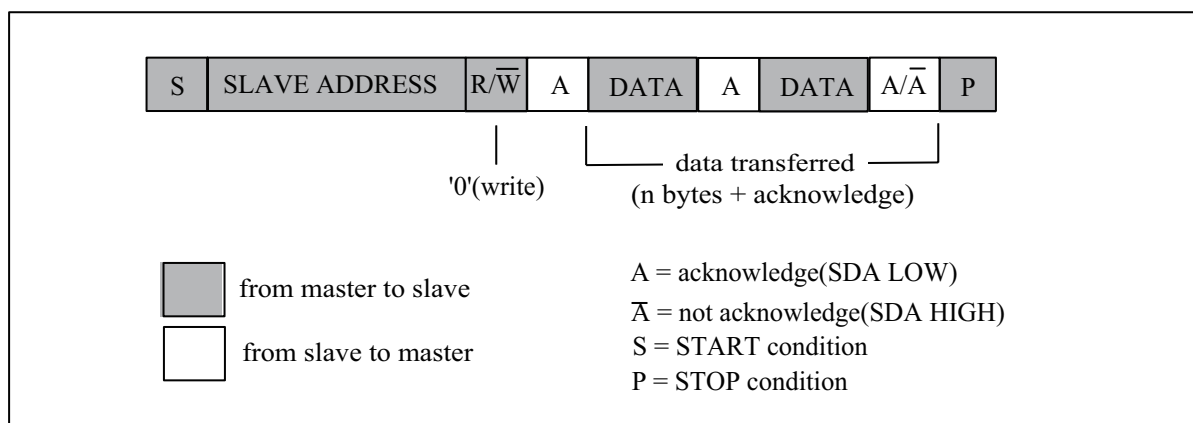 S SLAVE ADDRESS R/W̅ A DATA A DATA A/A̅ P
data transferred
'0'(write)
(n bytes + acknowledge)
from master to slave
from slave to master
A = acknowledge(SDA LOW)
A̅ = not acknowledge(SDA HIGH)
S = START condition
P = STOP condition